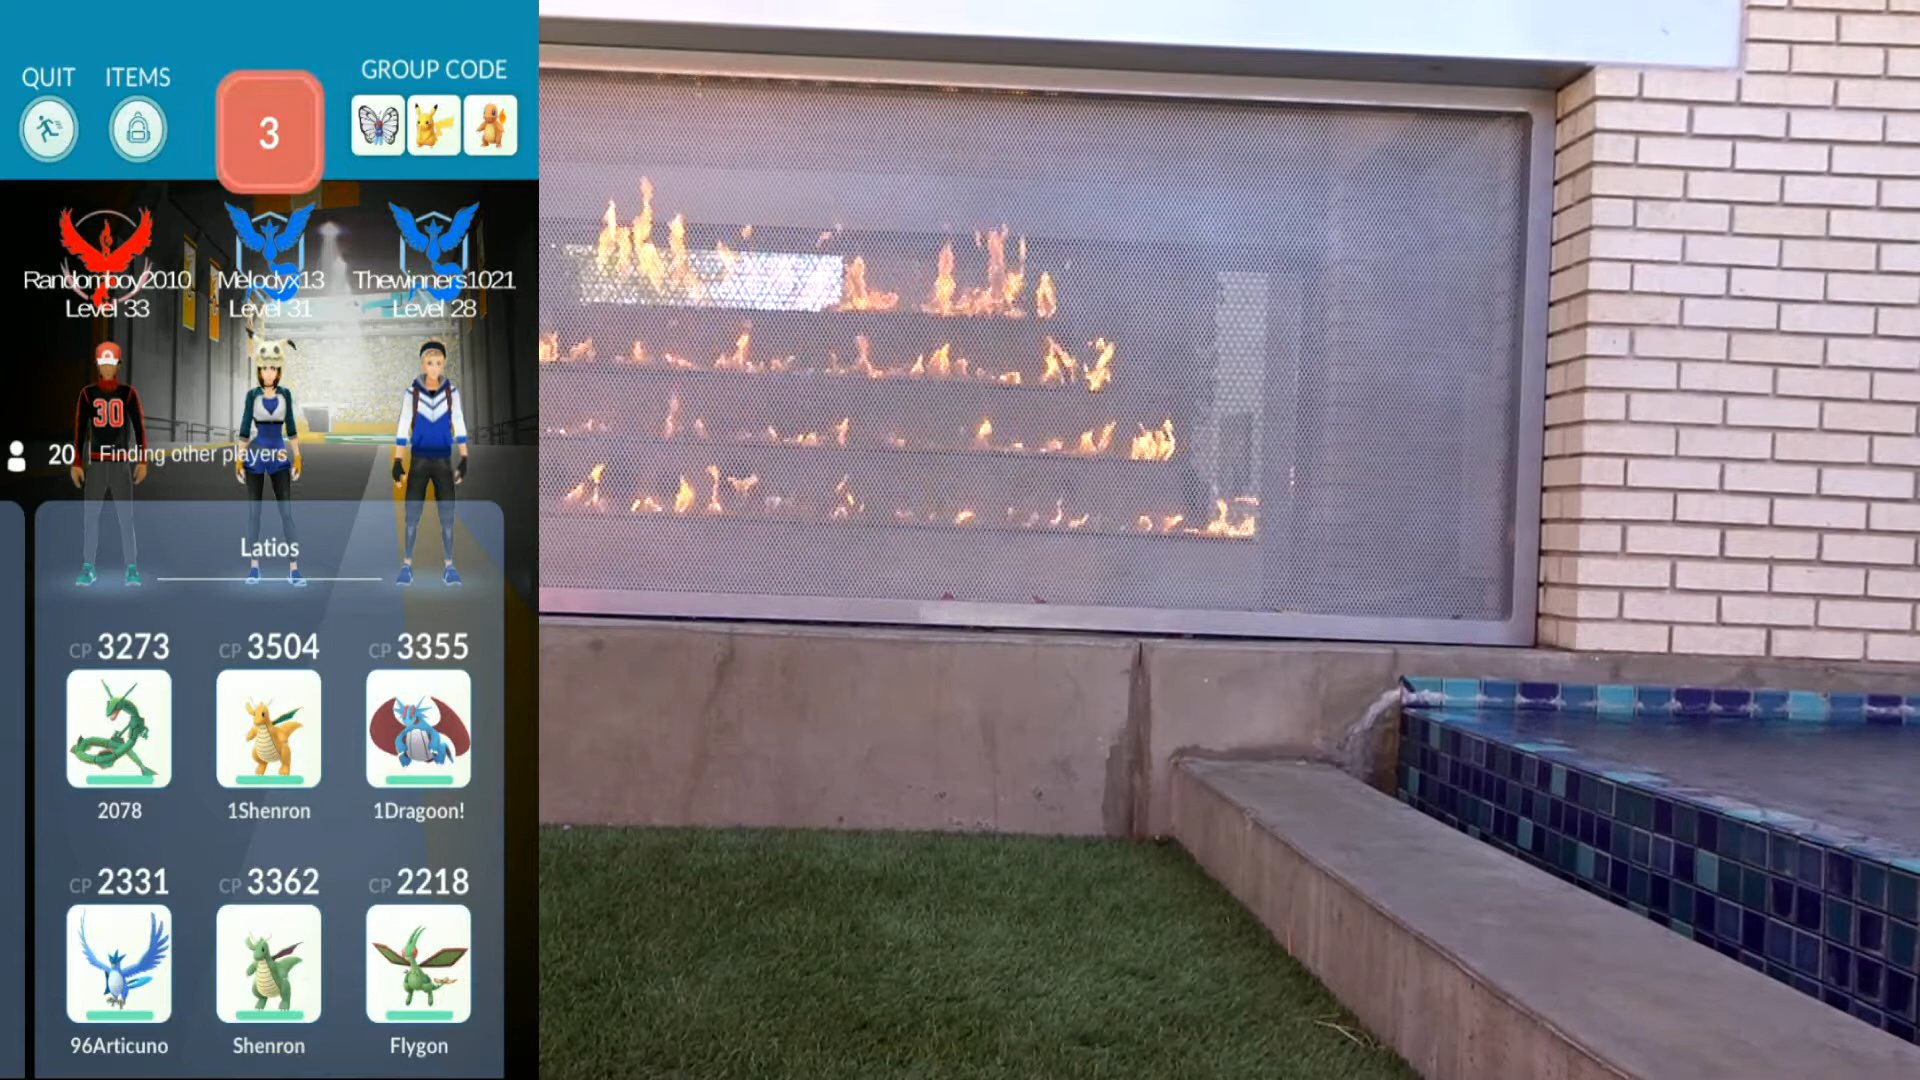 QUIT ITEMS GROUP CODE
3
Randomboy2010 Melodyx13 Thewinners1021
Level 33 Level 31 Level 28
30
20 Finding other players
Latios
CP 3273 CP 3504 CP 3355
2078 1Shenron 1Dragoon!
CP 2331 CP 3362 CP 2218
96Articuno Shenron Flygon